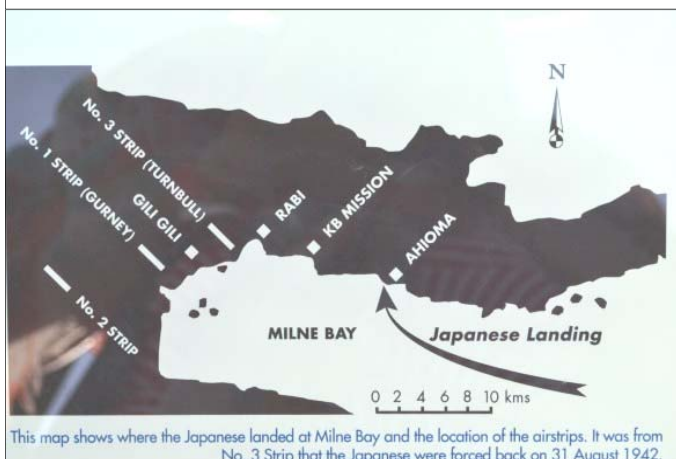 N
No. 3 STRIP (TURNBULL)
No. 1 STRIP (GURNEY)
GILI GILI
RABI
KB MISSION
AHIOMA
No. 2 STRIP
MILNE BAY
Japanese Landing
0 2 4 6 8 10 kms
This map shows where the Japanese landed at Milne Bay and the location of the airstrips. It was from
No. 3 Strip that the Japanese were forced back on 31 August 1942.